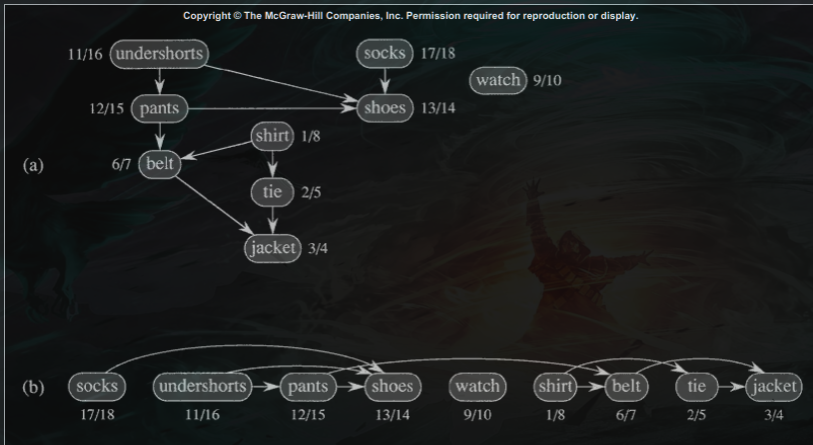 Copyright © The McGraw-Hill Companies, Inc. Permission required for reproduction or display.
11/16 undershorts socks 17/18
watch 9/10
12/15 pants shoes 13/14
shirt 1/8
(a) 6/7 belt
tie 2/5
jacket 3/4
(b) socks undershorts pants shoes watch shirt belt tie jacket
17/18 11/16 12/15 13/14 9/10 1/8 6/7 2/5 3/4